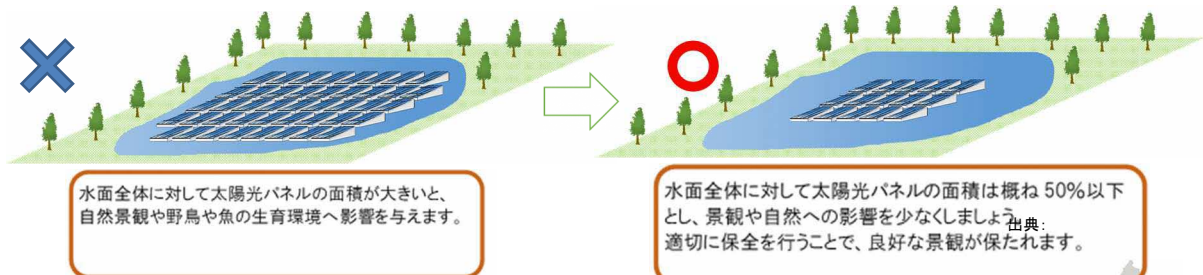 水面全体に対して太陽光パネルの面積が大きいと、
自然景観や野鳥や魚の生育環境へ影響を与えます。
水面全体に対して太陽光パネルの面積は概ね 50%以下
とし、景観や自然への影響を少なくしましょう。
出典：
適切に保全を行うことで、良好な景観が保たれます。